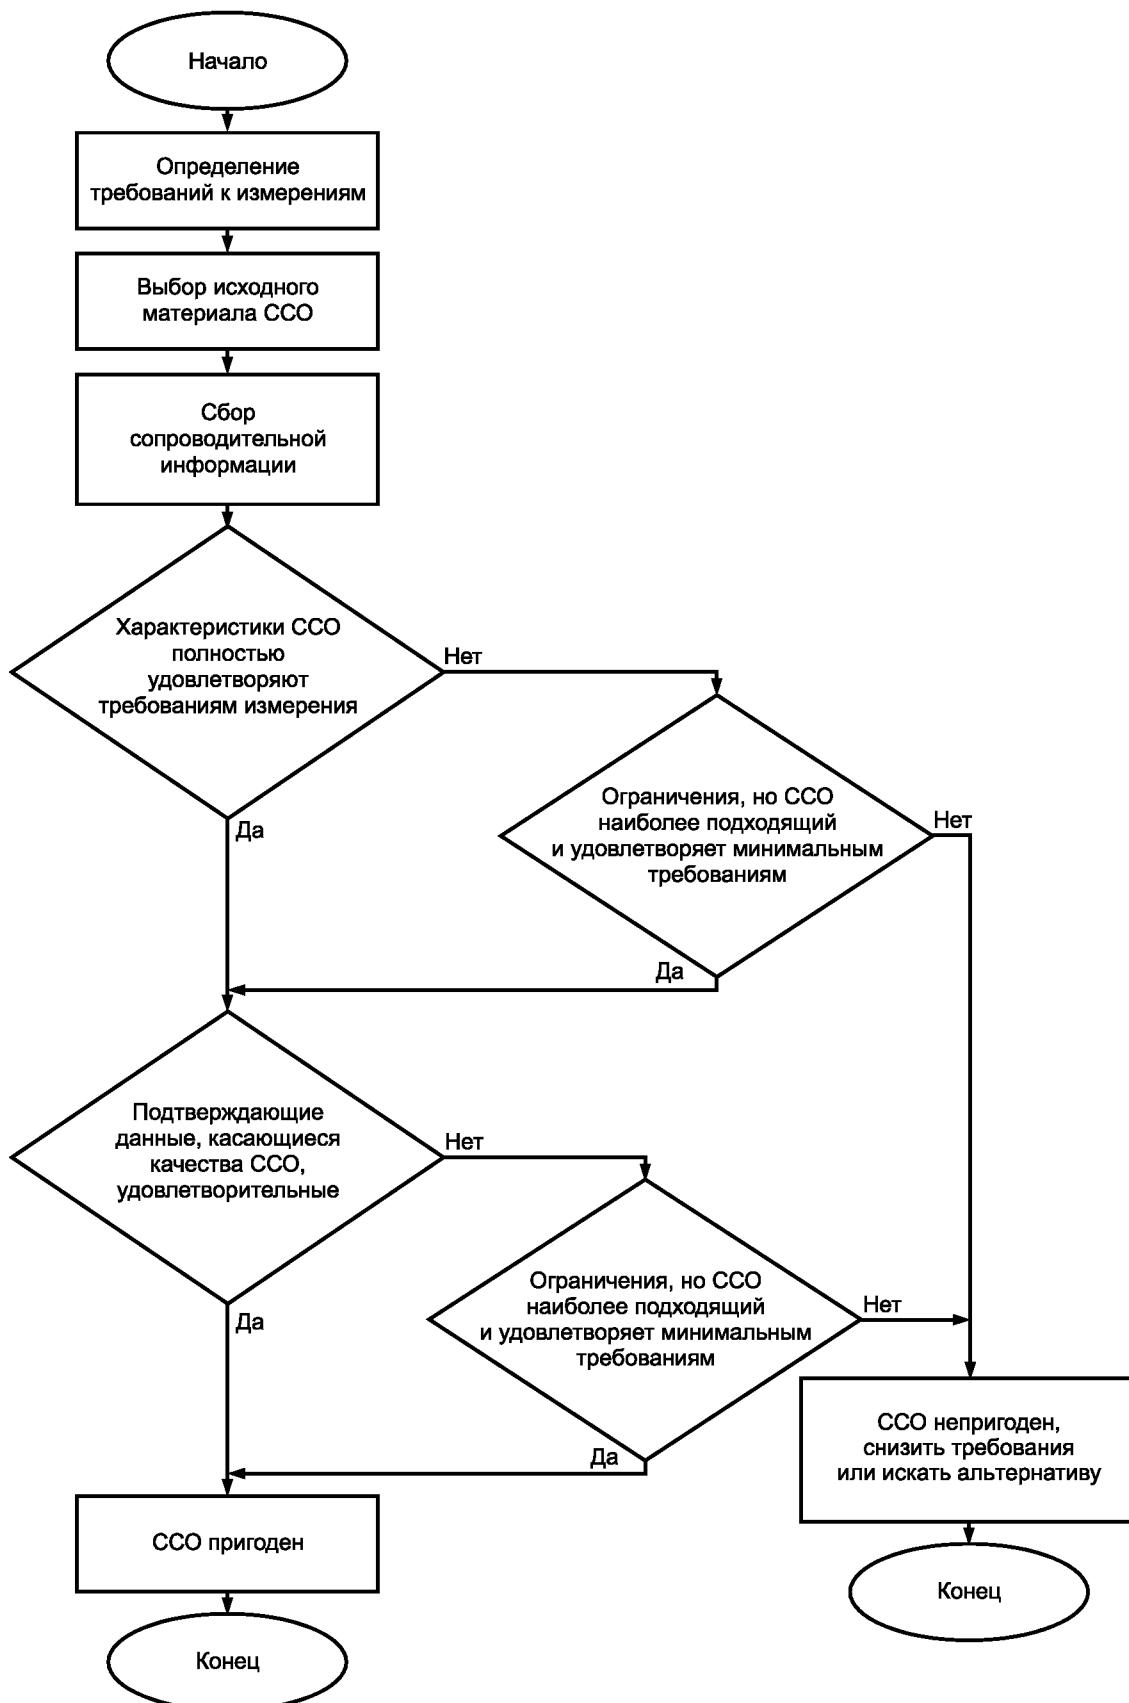 Начало
Определение
требований к измерениям
Выбор исходного
материала ССО
Сбор
сопроводительной
информации
Характеристики ССО
полностью
удовлетворяют
требованиям измерения
Нет
Да
Ограничения, но ССО
наиболее подходящий
и удовлетворяет минимальным
требованиям
Нет
Да
Подтверждающие
данные, касающиеся
качества ССО,
удовлетворительные
Нет
Да
Ограничения, но ССО
наиболее подходящий
и удовлетворяет минимальным
требованиям
Нет
Да
ССО непригоден,
снизить требования
или искать альтернативу
Конец
ССО пригоден
Конец